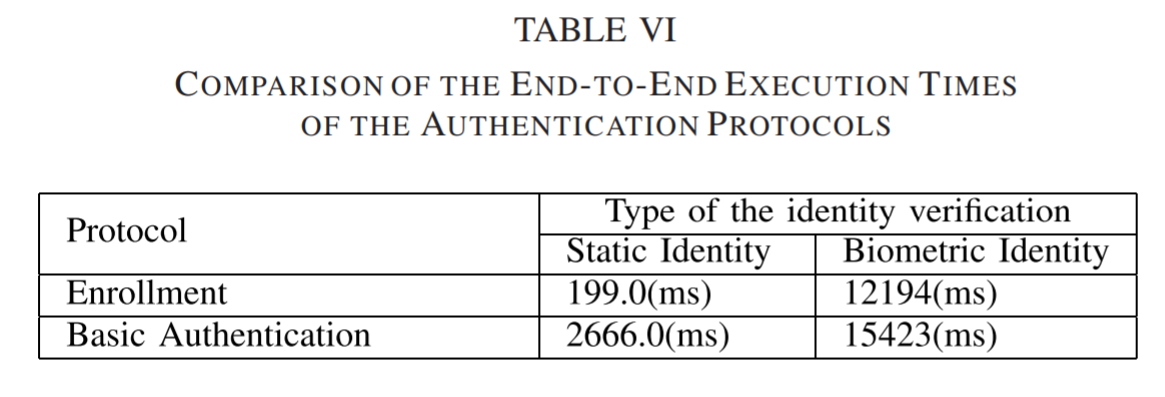 TABLE VI
COMPARISON OF THE END-TO-END EXECUTION TIMES
OF THE AUTHENTICATION PROTOCOLS
Protocol
Type of the identity verification
Static Identity Biometric Identity
Enrollment 199.0(ms) 12194(ms)
Basic Authentication 2666.0(ms) 15423(ms)